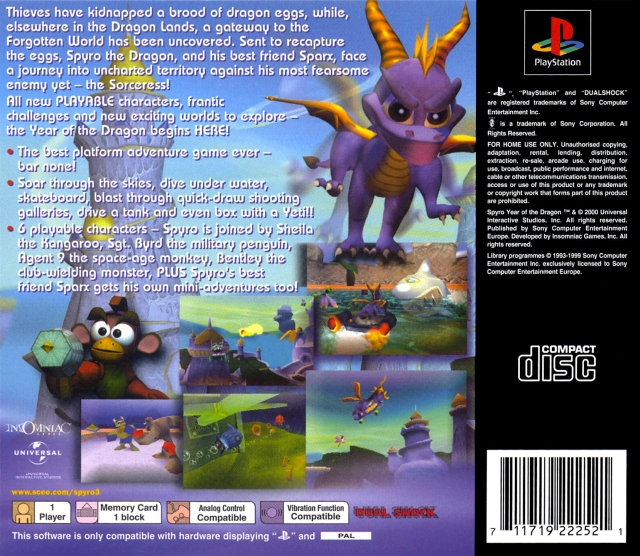 Thieves have kidnapped a brood of dragon eggs, while,
elsewhere in the Dragon Lands, a gateway to the
Forgotten World has been uncovered. Sent to recapture
the eggs, Spyro the Dragon, and his best friend Sparx, face
a journey into uncharted territory against his most fearsome
enemy yet – the Sorceress!
All new PLAYABLE characters, frantic
challenges and new exciting worlds to explore –
the Year of the Dragon begins HERE!
• The best platform adventure game ever –
bar none!
• Soar through the skies, dive under water,
skateboard, blast through quick-draw shooting
galleries, drive a tank and even box with a Yeti!!
• 6 playable characters – Spyro is joined by Sheila
the Kangaroo, Sgt. Byrd the military penguin,
Agent 9 the space-age monkey, Bentley the
club-wielding monster, PLUS Spyro's best
friend Sparx gets his own mini-adventures too!
INSOMNIAC
GAMES
UNIVERSAL
UNIVERSAL
INTERACTIVE STUDIOS
www.scee.com/spyro3
1
Player
Memory Card
1 block
Analog Control
Compatible
Vibration Function
Compatible
DUAL SHOCK
This software is only compatible with hardware displaying " " and PAL
PlayStation
" ", "PlayStation" and "DUALSHOCK"
are registered trademarks of Sony Computer
Entertainment Inc.
is a trademark of Sony Corporation. All
Rights Reserved.
FOR HOME USE ONLY. Unauthorised copying,
adaptation, rental, lending, distribution,
extraction, re-sale, arcade use, charging for
use, broadcast, public performance and internet,
cable or other telecommunications transmission,
access or use of this product or any trademark
or copyright work that forms part of this product
are prohibited.
Spyro Year of the Dragon ™ & © 2000 Universal
Interactive Studios, Inc. All rights reserved.
Published by Sony Computer Entertainment
Europe. Developed by Insomniac Games, Inc. All
rights reserved.
Library programmes © 1993-1999 Sony Computer
Entertainment Inc. exclusively licensed to Sony
Computer Entertainment Europe.
COMPACT
disc
7 11719 22252 1